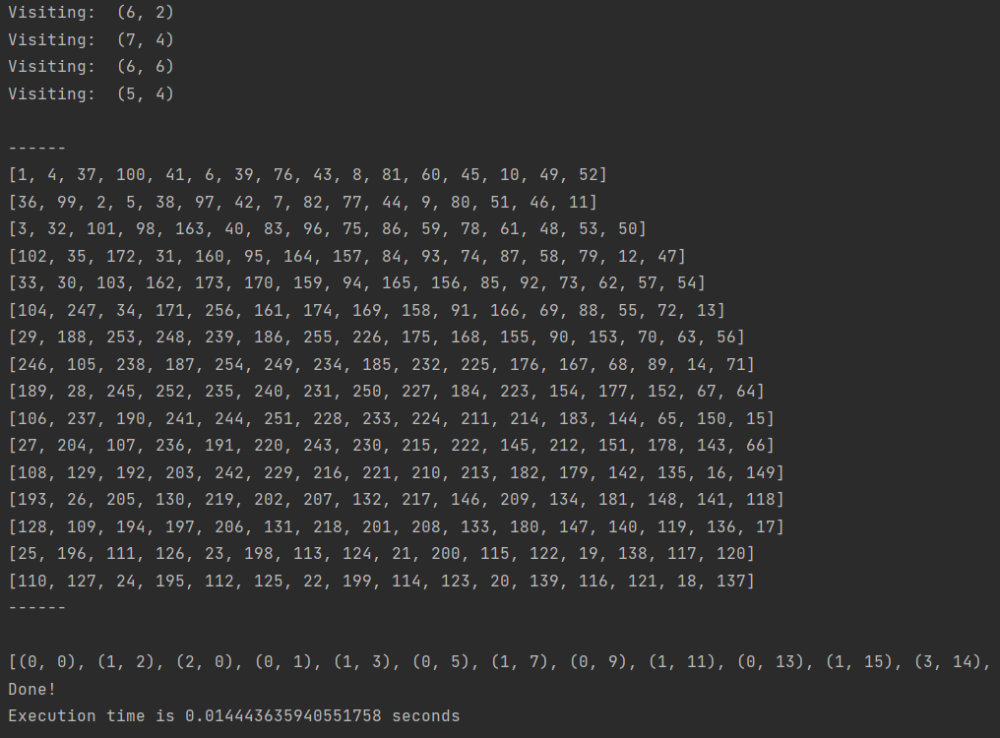 Visiting:  (6, 2)
Visiting:  (7, 4)
Visiting:  (6, 6)
Visiting:  (5, 4)
------
[1, 4, 37, 100, 41, 6, 39, 76, 43, 8, 81, 60, 45, 10, 49, 52]
[36, 99, 2, 5, 38, 97, 42, 7, 82, 77, 44, 9, 80, 51, 46, 11]
[3, 32, 101, 98, 163, 40, 83, 96, 75, 86, 59, 78, 61, 48, 53, 50]
[102, 35, 172, 31, 160, 95, 164, 157, 84, 93, 74, 87, 58, 79, 12, 47]
[33, 30, 103, 162, 173, 170, 159, 94, 165, 156, 85, 92, 73, 62, 57, 54]
[104, 247, 34, 171, 256, 161, 174, 169, 158, 91, 166, 69, 88, 55, 72, 13]
[29, 188, 253, 248, 239, 186, 255, 226, 175, 168, 155, 90, 153, 70, 63, 56]
[246, 105, 238, 187, 254, 249, 234, 185, 232, 225, 176, 167, 68, 89, 14, 71]
[189, 28, 245, 252, 235, 240, 231, 250, 227, 184, 223, 154, 177, 152, 67, 64]
[106, 237, 190, 241, 244, 251, 228, 233, 224, 211, 214, 183, 144, 65, 150, 15]
[27, 204, 107, 236, 191, 220, 243, 230, 215, 222, 145, 212, 151, 178, 143, 66]
[108, 129, 192, 203, 242, 229, 216, 221, 210, 213, 182, 179, 142, 135, 16, 149]
[193, 26, 205, 130, 219, 202, 207, 132, 217, 146, 209, 134, 181, 148, 141, 118]
[128, 109, 194, 197, 206, 131, 218, 201, 208, 133, 180, 147, 140, 119, 136, 17]
[25, 196, 111, 126, 23, 198, 113, 124, 21, 200, 115, 122, 19, 138, 117, 120]
[110, 127, 24, 195, 112, 125, 22, 199, 114, 123, 20, 139, 116, 121, 18, 137]
------
[(0, 0), (1, 2), (2, 0), (0, 1), (1, 3), (0, 5), (1, 7), (0, 9), (1, 11), (0, 13), (1, 15), (3, 14),
Done!
Execution time is 0.014443635940551758 seconds